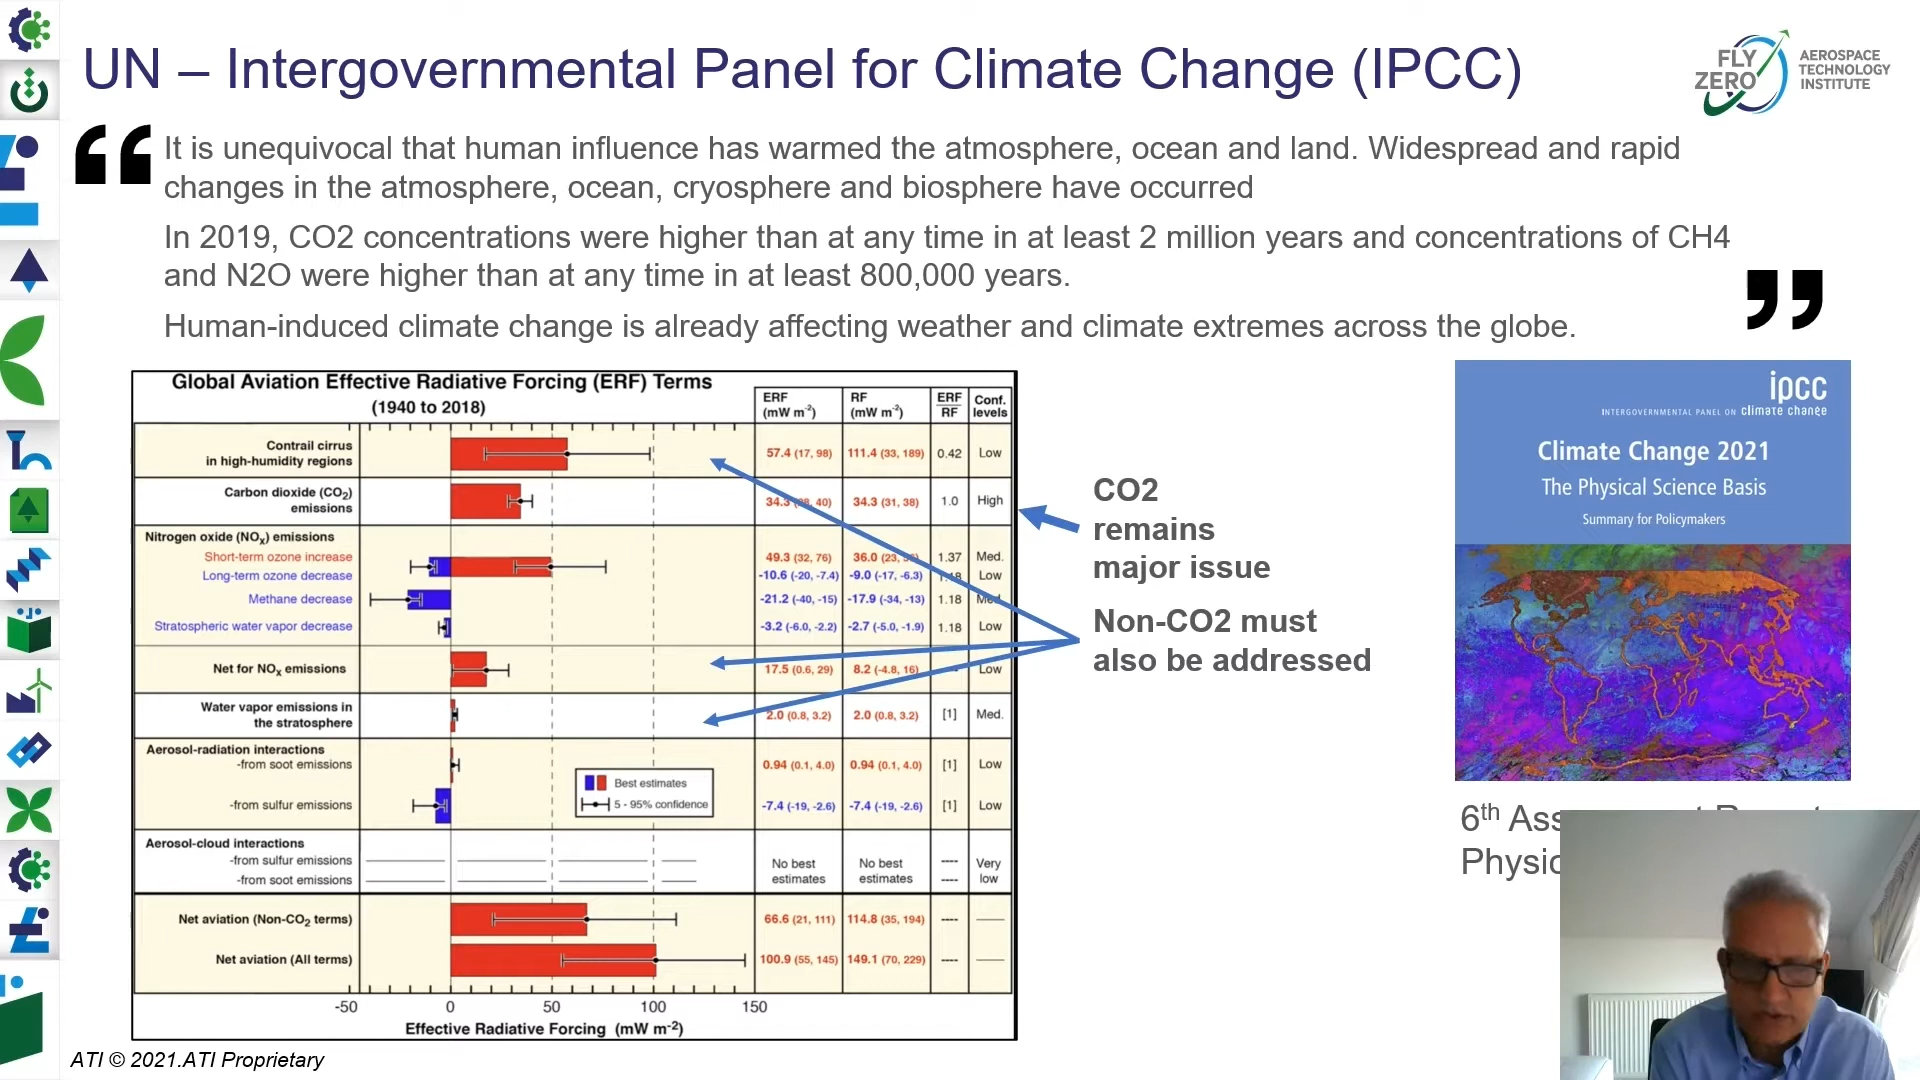 UN – Intergovernmental Panel for Climate Change (IPCC)
FLY
ZERO
AEROSPACE
TECHNOLOGY
INSTITUTE
“ It is unequivocal that human influence has warmed the atmosphere, ocean and land. Widespread and rapid
changes in the atmosphere, ocean, cryosphere and biosphere have occurred
In 2019, CO2 concentrations were higher than at any time in at least 2 million years and concentrations of CH4
and N2O were higher than at any time in at least 800,000 years.
Human-induced climate change is already affecting weather and climate extremes across the globe. ”
Global Aviation Effective Radiative Forcing (ERF) Terms
(1940 to 2018)
ERF (mW m⁻²) RF (mW m⁻²) ERF/RF Conf. levels
Contrail cirrus
in high-humidity regions 57.4 (17, 98) 111.4 (33, 189) 0.42 Low
Carbon dioxide (CO₂)
emissions 34.3 40) 34.3 (31, 38) 1.0 High
Nitrogen oxide (NOₓ) emissions
Short-term ozone increase 49.3 (32, 76) 36.0 (23, 1.37 Med.
Long-term ozone decrease -10.6 (-20, -7.4) -9.0 (-17, -6.3) Low
Methane decrease -21.2 (-40, -15) -17.9 (-34, -13) 1.18 Med.
Stratospheric water vapor decrease -3.2 (-6.0, -2.2) -2.7 (-5.0, -1.9) 1.18 Low
Net for NOₓ emissions 17.5 (0.6, 29) 8.2 (-4.8, 16) Low
Water vapor emissions in
the stratosphere 2.0 (0.8, 3.2) 2.0 (0.8, 3.2) [1] Med.
Aerosol-radiation interactions
-from soot emissions 0.94 (0.1, 4.0) 0.94 (0.1, 4.0) [1] Low
-from sulfur emissions -7.4 (-19, -2.6) -7.4 (-19, -2.6) [1] Low
Best estimates
5 - 95% confidence
Aerosol-cloud interactions
-from sulfur emissions No best No best ---- Very
-from soot emissions estimates estimates ---- low
Net aviation (Non-CO₂ terms) 66.6 (21, 111) 114.8 (35, 194) ----
Net aviation (All terms) 100.9 (55, 145) 149.1 (70, 229) ----
-50 0 50 100 150
Effective Radiative Forcing (mW m⁻²)
CO2
remains
major issue
Non-CO2 must
also be addressed
ipcc
INTERGOVERNMENTAL PANEL ON climate change
Climate Change 2021
The Physical Science Basis
Summary for Policymakers
6th
ATI © 2021.ATI Proprietary